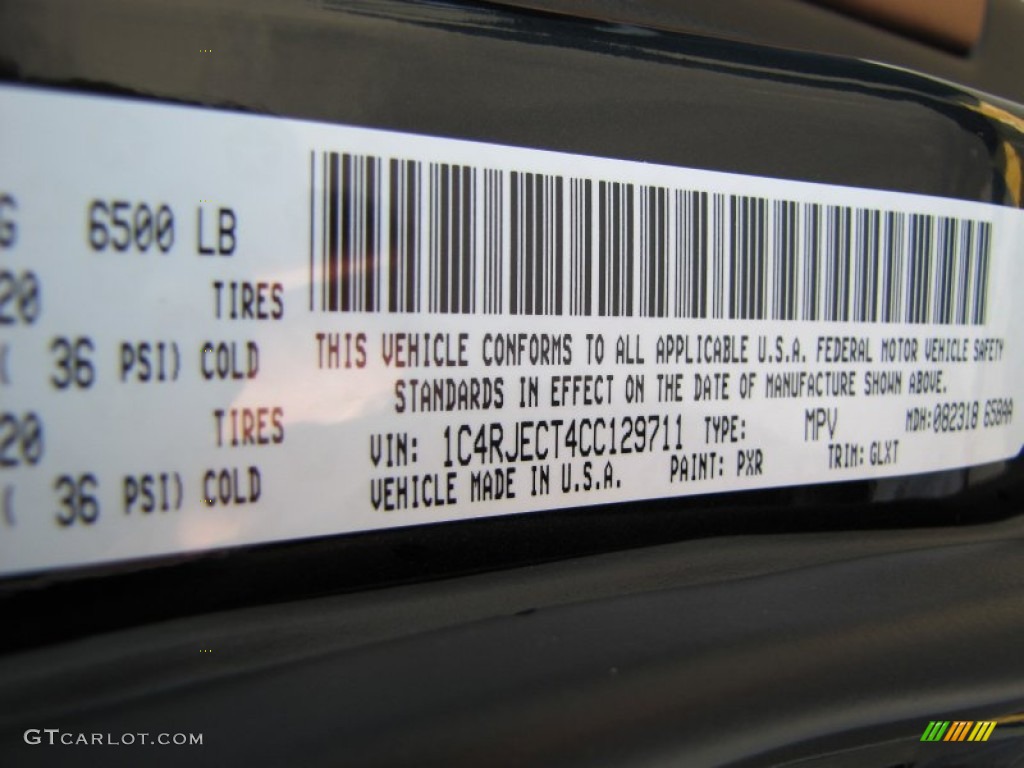 G 6500 LB
20 TIRES
( 36 PSI) COLD
20 TIRES
( 36 PSI) COLD
THIS VEHICLE CONFORMS TO ALL APPLICABLE U.S.A. FEDERAL MOTOR VEHICLE SAFETY
STANDARDS IN EFFECT ON THE DATE OF MANUFACTURE SHOWN ABOVE.
VIN: 1C4RJECT4CC129711 TYPE: MPV MDH:082318 658AA
VEHICLE MADE IN U.S.A. PAINT: PXR TRIM: GLXT
GTCARLOT.COM